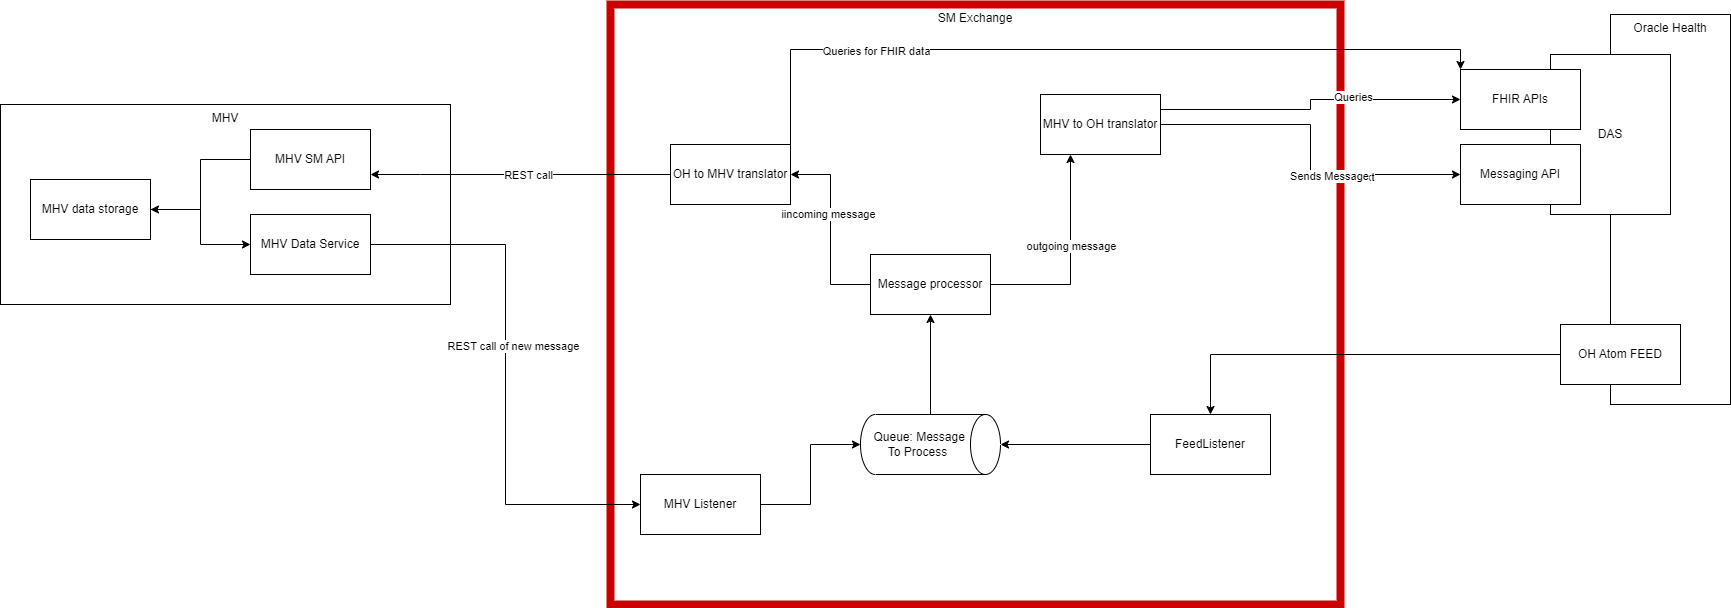 SM Exchange
Oracle Health
Queries for FHIR data
FHIR APIs
Queries
MHV
MHV to OH translator
DAS
MHV SM API
OH to MHV translator
REST call
Sends Message
Messaging API
MHV data storage
iincoming message
MHV Data Service
outgoing message
Message processor
REST call of new message
OH Atom FEED
Queue: Message
To Process
FeedListener
MHV Listener